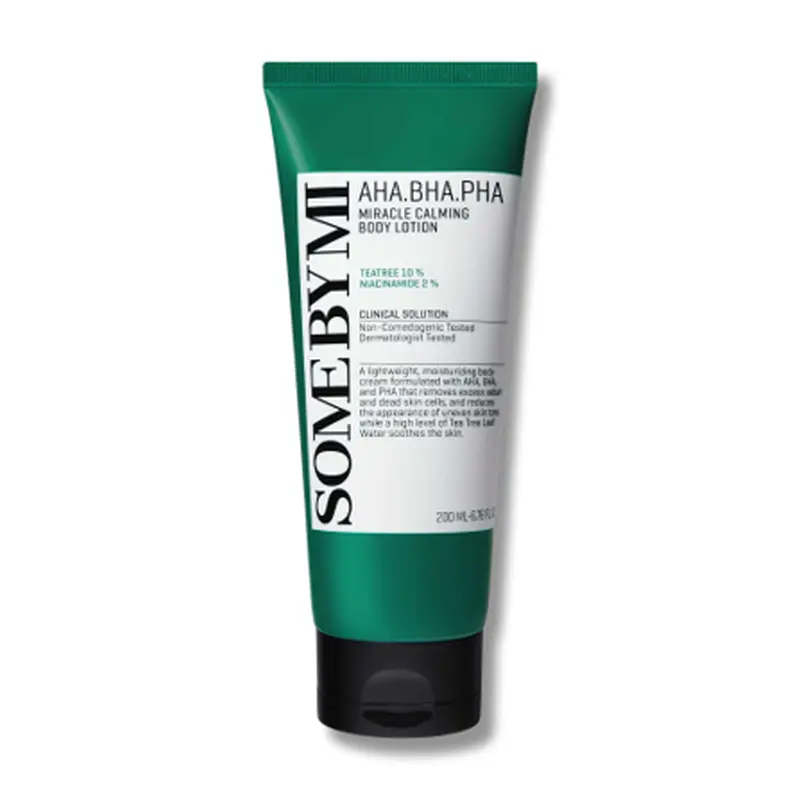 SOMEBYMI
AHA.BHA.PHA
MIRACLE CALMING
BODY LOTION
TEATREE 10 %
NIACINAMIDE 2 %
CLINICAL SOLUTION
Non-Comedogenic Tested
Dermatologist Tested
A lightweight, moisturizing body
cream formulated with AHA, BHA,
and PHA that removes excess sebum
and dead skin cells, and reduces
the appearance of uneven skin tone
while a high level of Tea Tree Leaf
Water soothes the skin.
200 ML